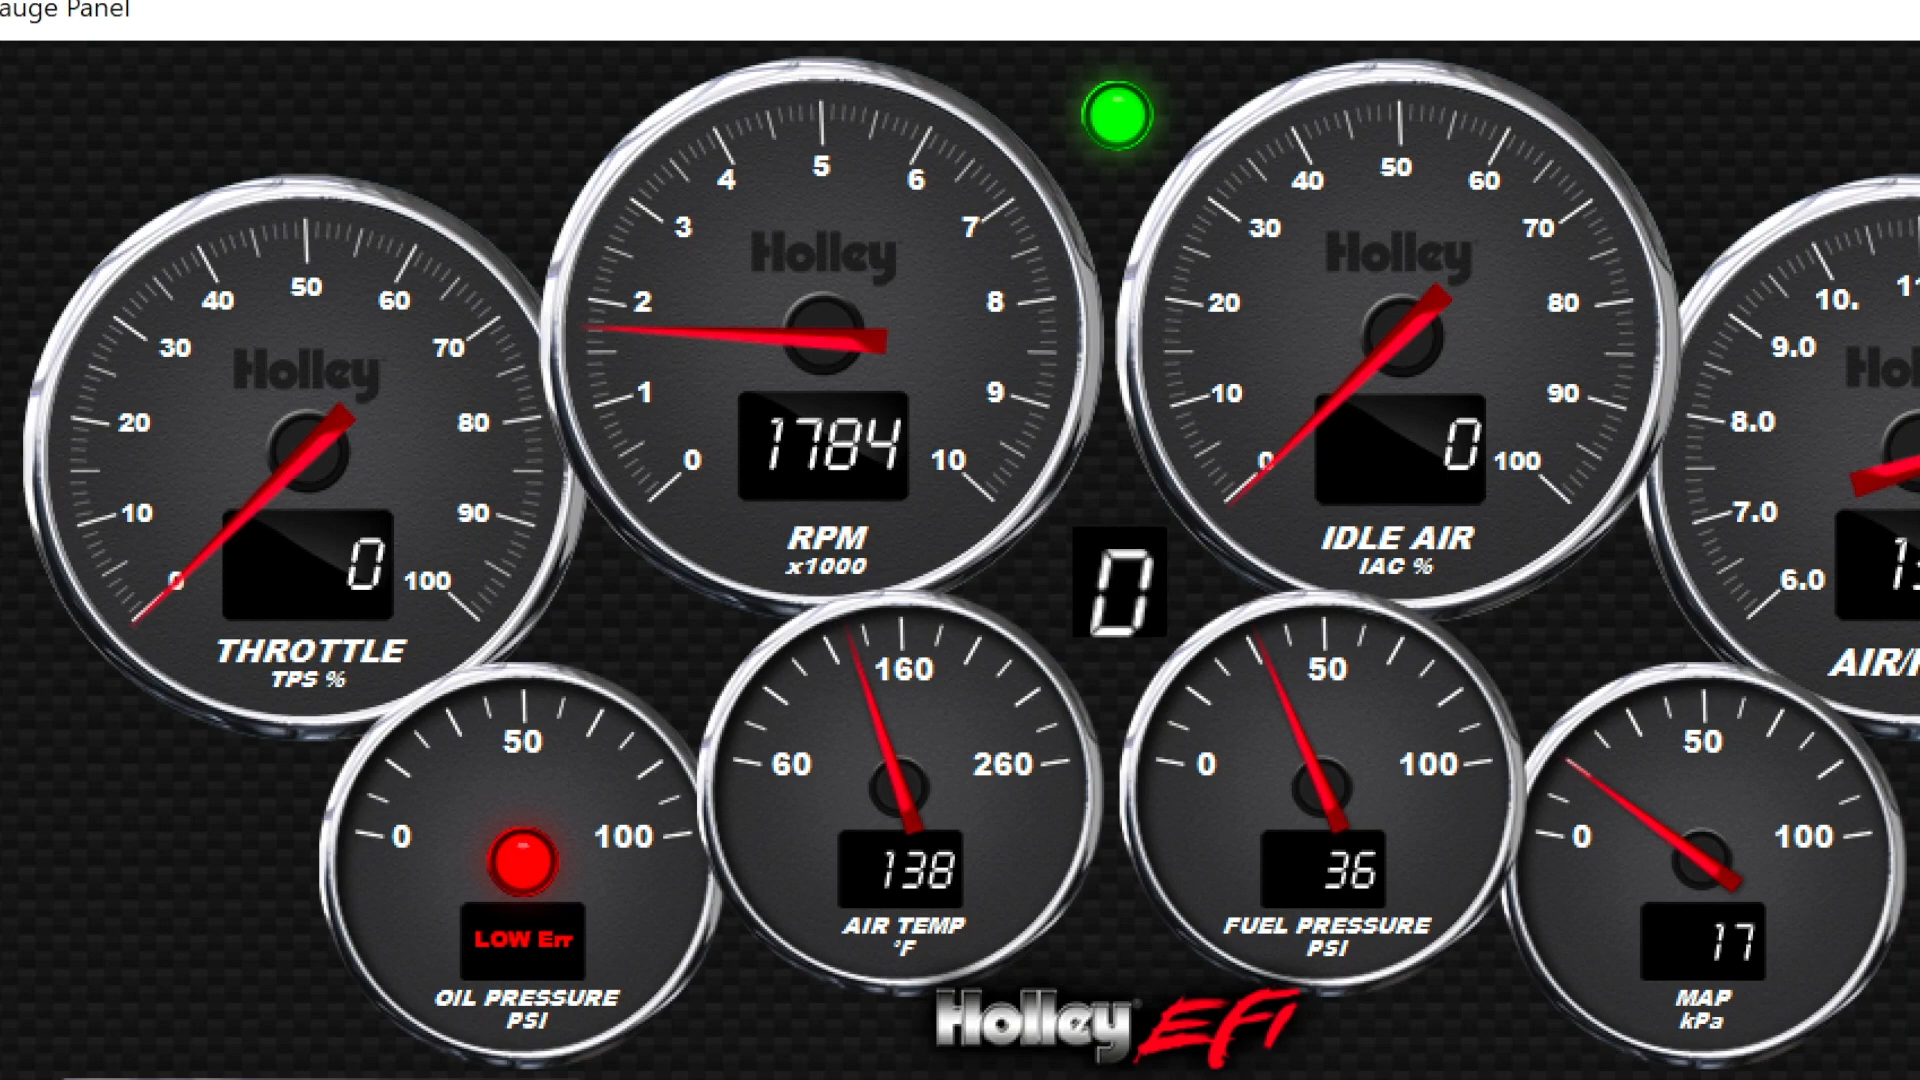 auge Panel
4 5 6
3 7
2 8
1 9
0 10
Holley
1784
RPM
x1000
40 50 60
30 70
20 80
10 90
0 100
Holley
0
IDLE AIR
IAC %
40 50 60
30 70
20 80
10 90
0 100
Holley
0
THROTTLE
TPS %
10.
9.0
8.0
7.0
6.0
0
50
0 100
LOW Err
OIL PRESSURE
PSI
160
60 260
138
AIR TEMP
°F
50
0 100
36
FUEL PRESSURE
PSI
50
0 100
17
MAP
kPa
Holley EFI